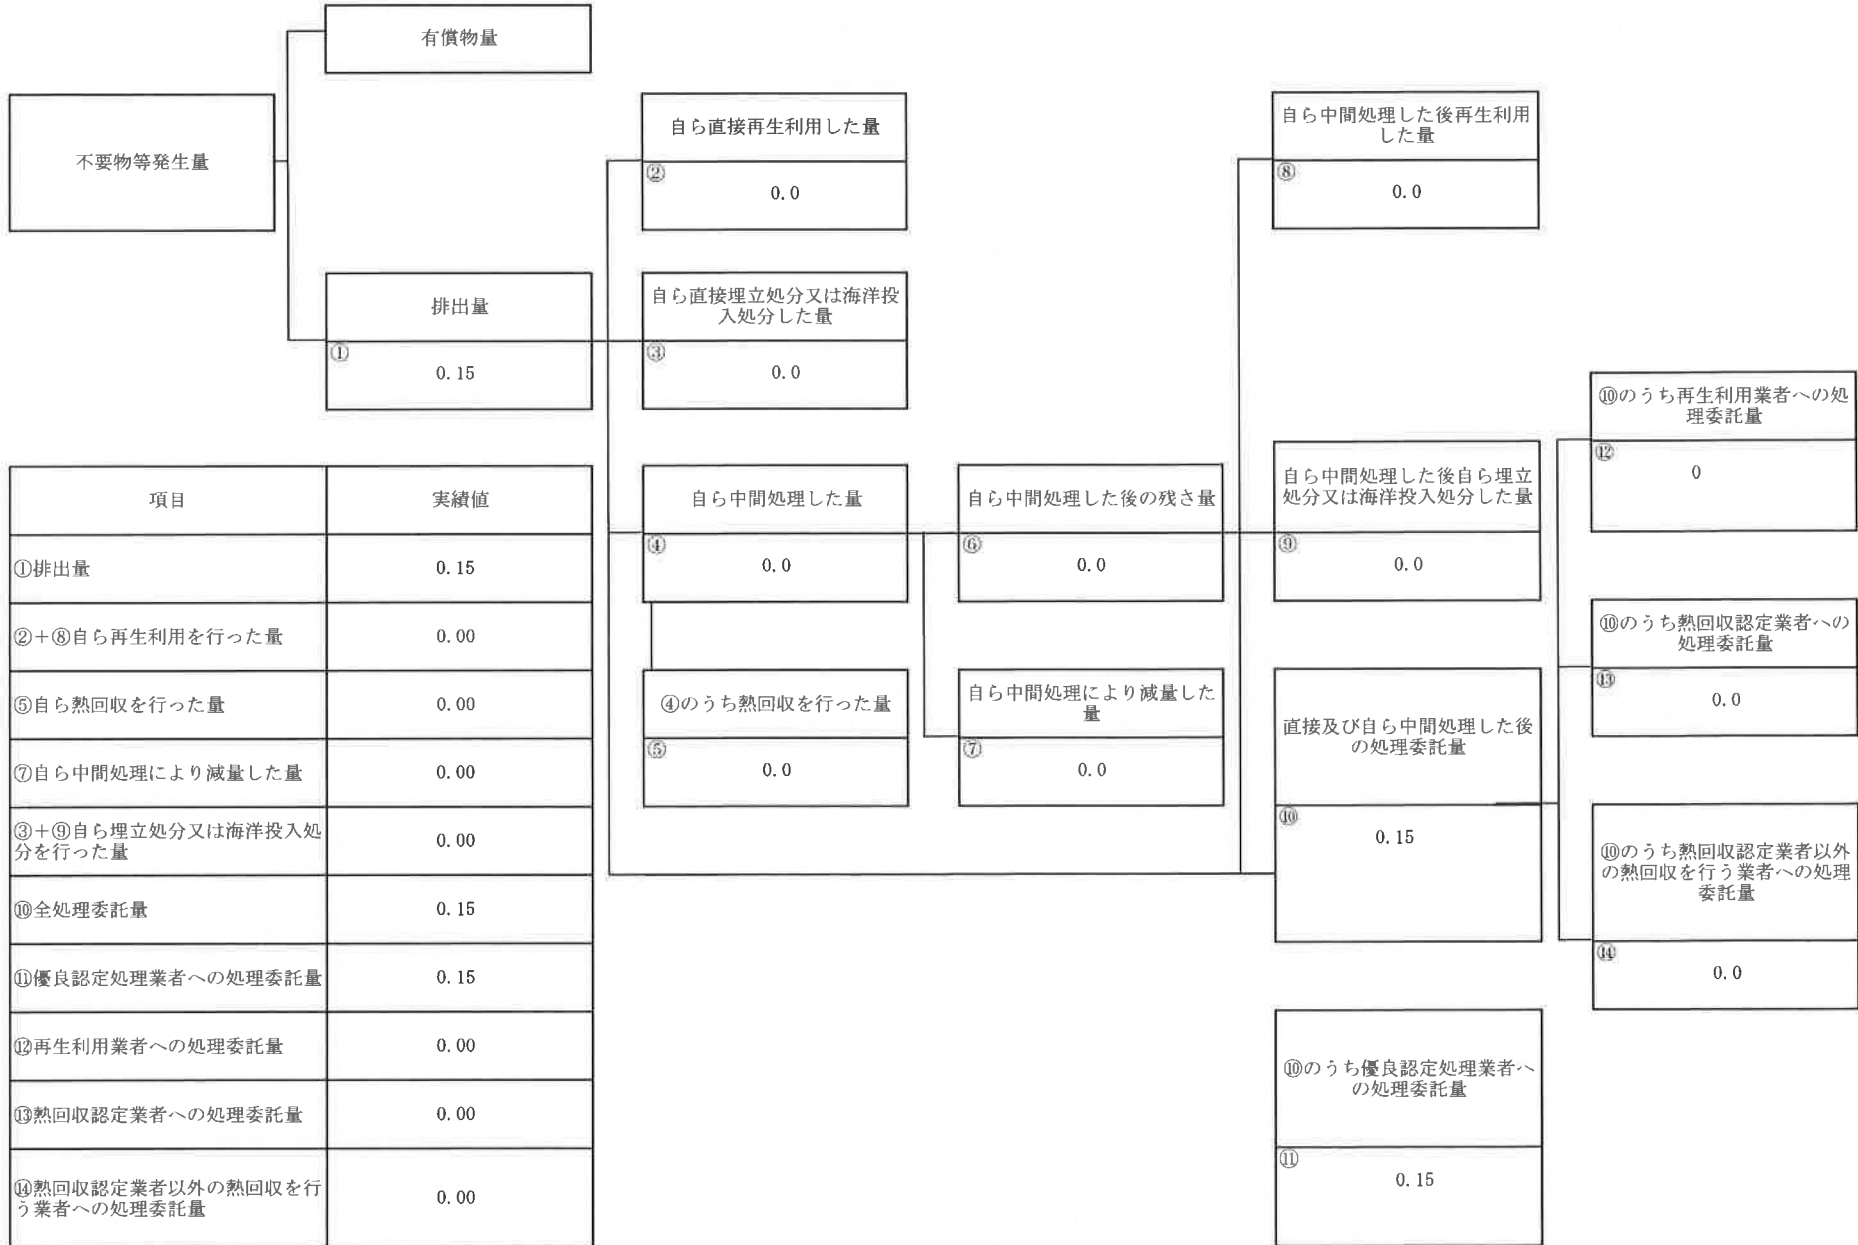 有償物量
不要物等発生量
自ら直接再生利用した量
②
0.0
自ら中間処理した後再生利用
した量
⑧
0.0
排出量
①
0.15
自ら直接埋立処分又は海洋投
入処分した量
③
0.0
⑩のうち再生利用業者への処
理委託量
⑫
0
自ら中間処理した量
④
0.0
自ら中間処理した後の残さ量
⑥
0.0
自ら中間処理した後自ら埋立
処分又は海洋投入処分した量
⑨
0.0
⑩のうち熱回収認定業者への
処理委託量
⑬
0.0
④のうち熱回収を行った量
⑤
0.0
自ら中間処理により減量した
量
⑦
0.0
直接及び自ら中間処理した後
の処理委託量
⑩
0.15
⑩のうち熱回収認定業者以外
の熱回収を行う業者への処理
委託量
⑭
0.0
⑩のうち優良認定処理業者へ
の処理委託量
⑪
0.15
項目 実績値
①排出量 0.15
②+⑧自ら再生利用を行った量 0.00
⑤自ら熱回収を行った量 0.00
⑦自ら中間処理により減量した量 0.00
③+⑨自ら埋立処分又は海洋投入処
分を行った量 0.00
⑩全処理委託量 0.15
⑪優良認定処理業者への処理委託量 0.15
⑫再生利用業者への処理委託量 0.00
⑬熱回収認定業者への処理委託量 0.00
⑭熱回収認定業者以外の熱回収を行
う業者への処理委託量 0.00